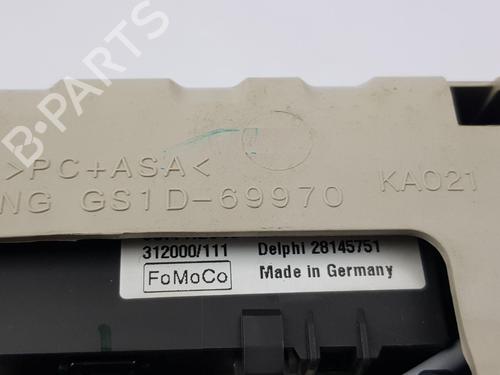 B-PARTS
>PC+ASA<
NG GS1D-69970 KA021
312000/111 Delphi 28145751
FoMoCo Made in Germany